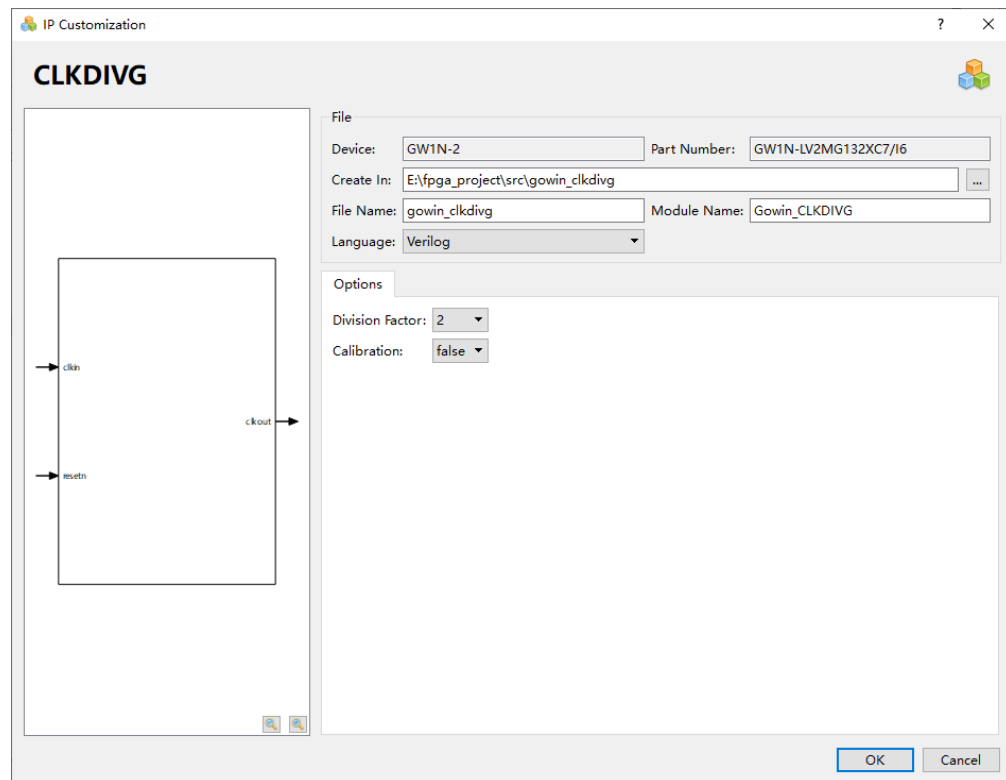 IP Customization
? ×
CLKDIVG
File
Device: GW1N-2 Part Number: GW1N-LV2MG132XC7/I6
Create In: E:\fpga_project\src\gowin_clkdivg ...
File Name: gowin_clkdivg Module Name: Gowin_CLKDIVG
Language: Verilog
Options
Division Factor: 2
Calibration: false
clkin
clkout
resetn
OK Cancel